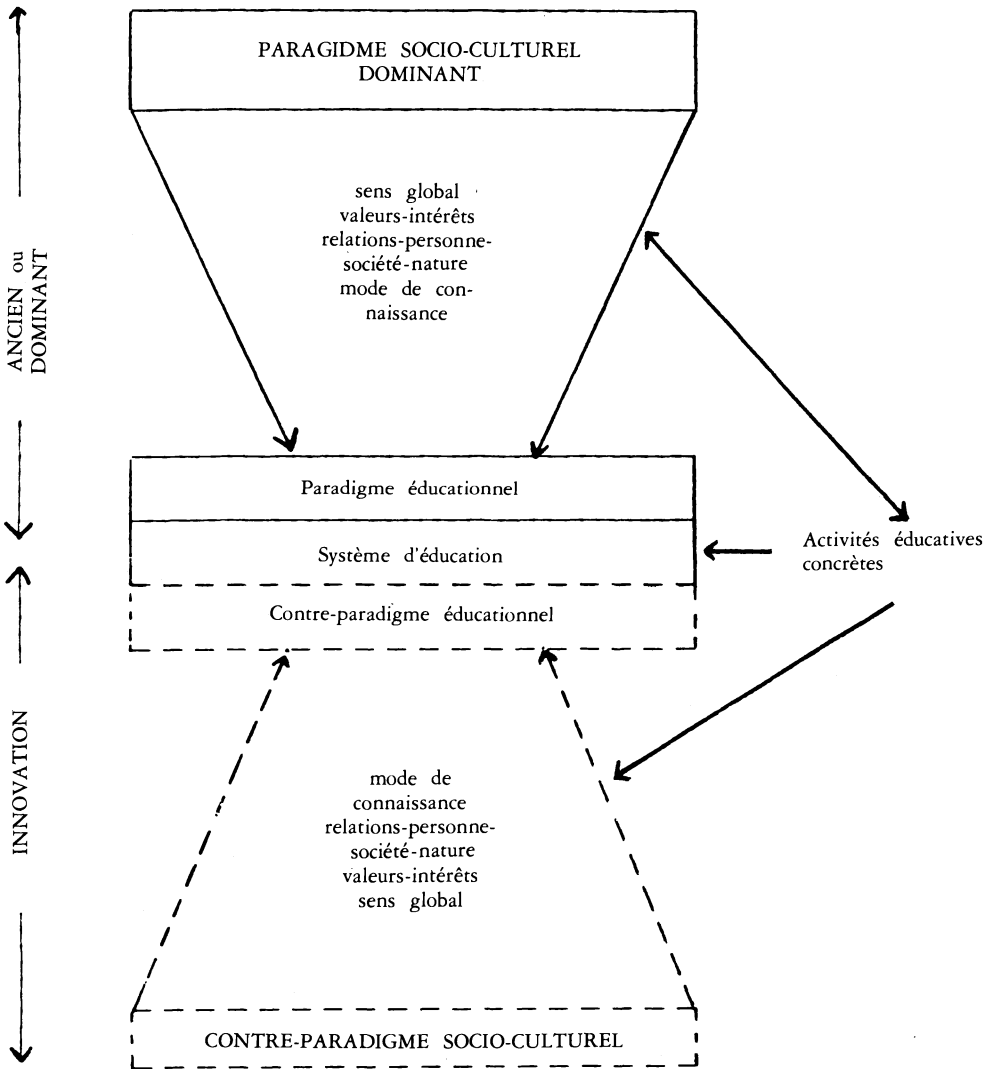 PARAGIDME SOCIO-CULTUREL
DOMINANT
sens global
valeurs-intérêts
relations-personne-
société-nature
mode de con-
naissance
ANCIEN ou
DOMINANT
Paradigme éducationnel
Système d'éducation
Contre-paradigme éducationnel
Activités éducatives
concrètes
INNOVATION
mode de
connaissance
relations-personne-
société-nature
valeurs-intérêts
sens global
CONTRE-PARADIGME SOCIO-CULTUREL